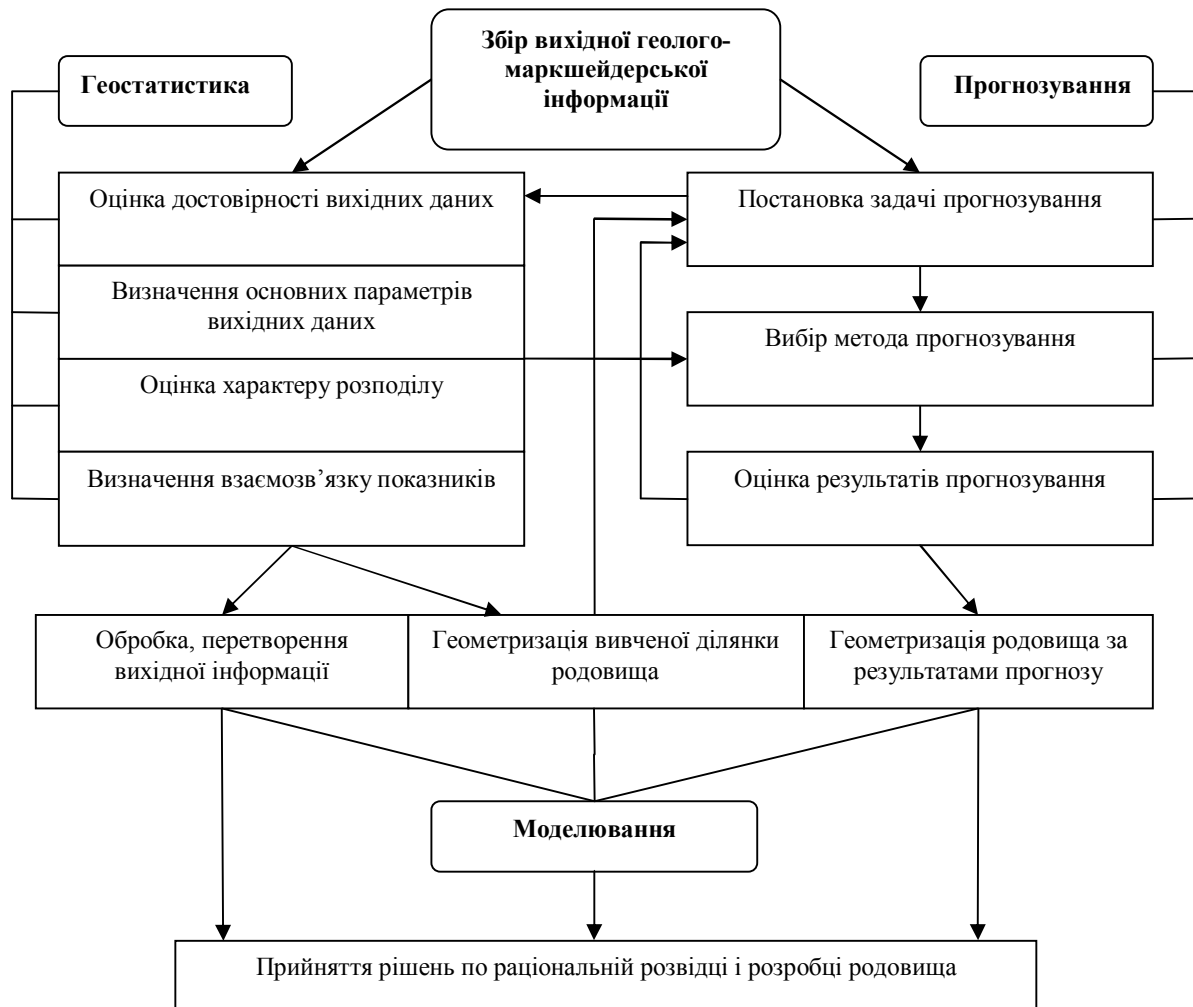 Збір вихідної геолого-
маркшейдерської
інформації
Геостатистика
Прогнозування
Оцінка достовірності вихідних даних
Постановка задачі прогнозування
Визначення основних параметрів
вихідних даних
Вибір метода прогнозування
Оцінка характеру розподілу
Визначення взаємозв’язку показників
Оцінка результатів прогнозування
Обробка, перетворення
вихідної інформації
Геометризація вивченої ділянки
родовища
Геометризація родовища за
результатами прогнозу
Моделювання
Прийняття рішень по раціональній розвідці і розробці родовища